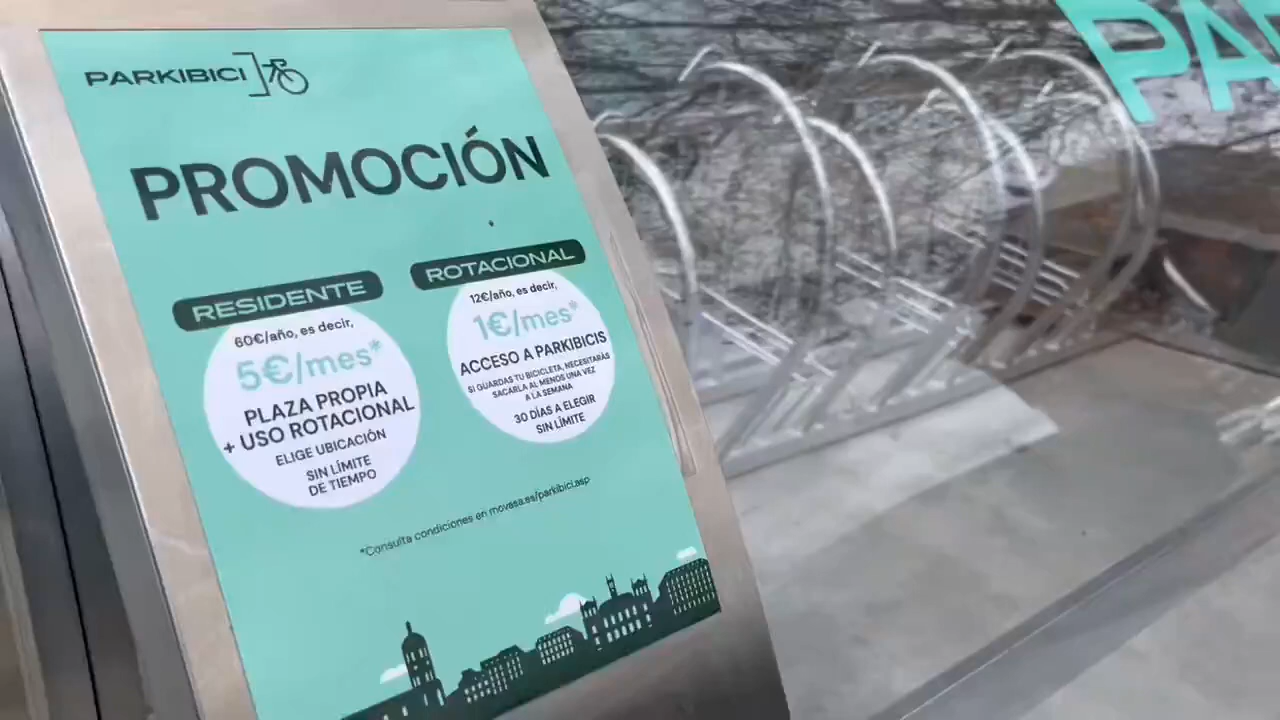 PARKIBICI
PROMOCIÓN
RESIDENTE
60€/año, es decir,
5€/mes*
PLAZA PROPIA
+ USO ROTACIONAL
ELIGE UBICACIÓN
SIN LÍMITE
DE TIEMPO
ROTACIONAL
12€/año, es decir,
1€/mes*
ACCESO A PARKIBICIS
SI GUARDAS TU BICICLETA, NECESITARÁS
SACARLA AL MENOS UNA VEZ
A LA SEMANA
30 DÍAS A ELEGIR
SIN LÍMITE
*Consulta condiciones en movasa.es/parkibici.asp
PA